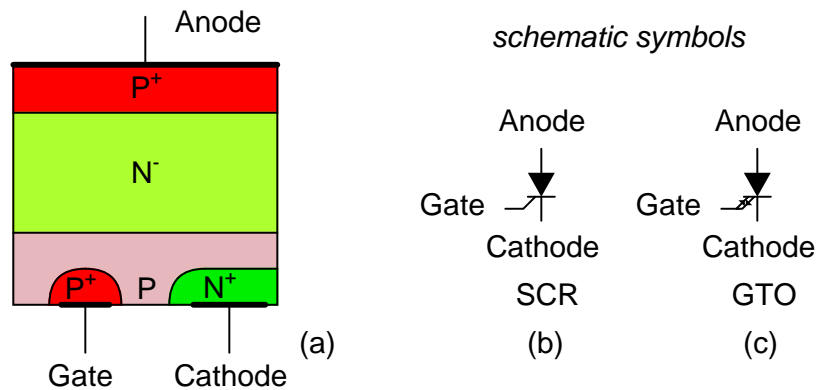 Anode
P+
N-
P+ P N+
Gate Cathode
(a)
schematic symbols
Anode
Gate
Cathode
SCR
(b)
Anode
Gate
Cathode
GTO
(c)